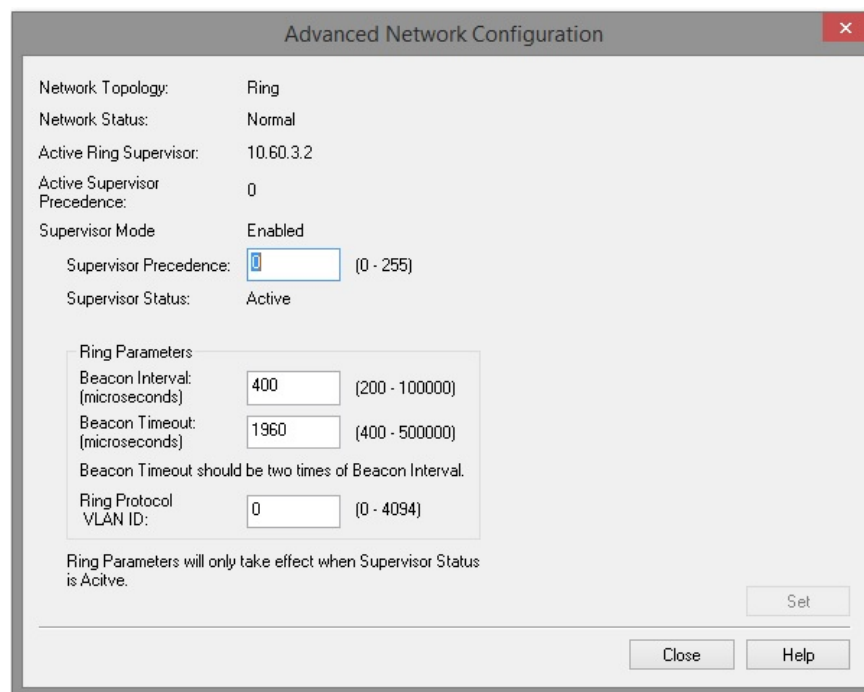 Advanced Network Configuration
Network Topology: Ring
Network Status: Normal
Active Ring Supervisor: 10.60.3.2
Active Supervisor
Precedence: 0
Supervisor Mode Enabled
Supervisor Precedence: 0 (0 - 255)
Supervisor Status: Active
Ring Parameters
Beacon Interval:
(microseconds) 400 (200 - 100000)
Beacon Timeout:
(microseconds) 1960 (400 - 500000)
Beacon Timeout should be two times of Beacon Interval.
Ring Protocol
VLAN ID: 0 (0 - 4094)
Ring Parameters will only take effect when Supervisor Status
is Acitve.
Set
Close Help